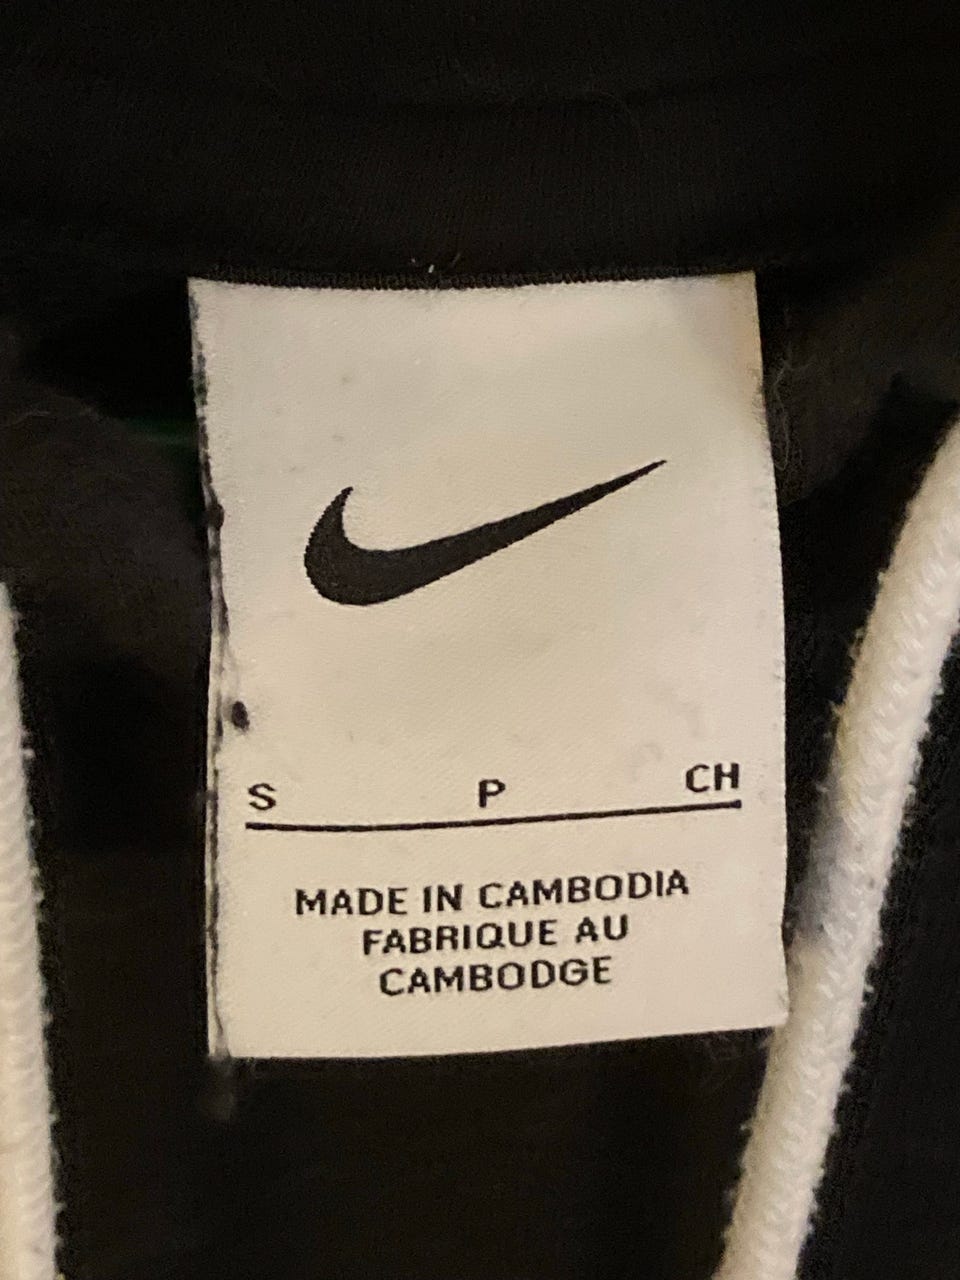 S P CH
MADE IN CAMBODIA
FABRIQUE AU
CAMBODGE